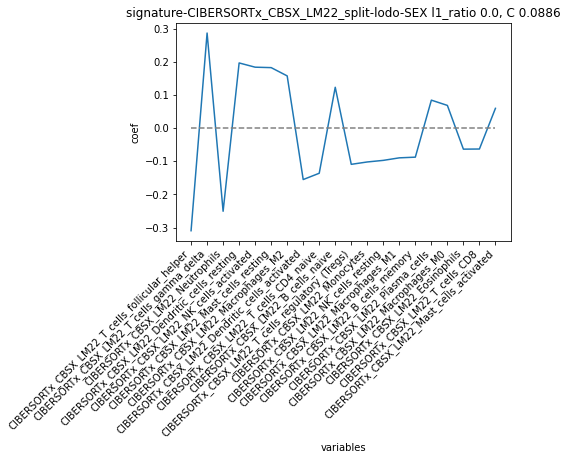 signature-CIBERSORTx_CBSX_LM22_split-lodo-SEX l1_ratio 0.0, C 0.0886
0.3
0.2
0.1
0.0
−0.1
−0.2
−0.3
coef
CIBERSORTx_CBSX_LM22_T_cells_follicular_helper
CIBERSORTx_CBSX_LM22_T_cells_gamma_delta
CIBERSORTx_CBSX_LM22_Neutrophils
CIBERSORTx_CBSX_LM22_Dendritic_cells_resting
CIBERSORTx_CBSX_LM22_NK_cells_activated
CIBERSORTx_CBSX_LM22_Mast_cells_resting
CIBERSORTx_CBSX_LM22_Macrophages_M2
CIBERSORTx_CBSX_LM22_Dendritic_cells_activated
CIBERSORTx_CBSX_LM22_T_cells_CD4_naive
CIBERSORTx_CBSX_LM22_B_cells_naive
CIBERSORTx_CBSX_LM22_T_cells_regulatory_(Tregs)
CIBERSORTx_CBSX_LM22_Monocytes
CIBERSORTx_CBSX_LM22_NK_cells_resting
CIBERSORTx_CBSX_LM22_Macrophages_M1
CIBERSORTx_CBSX_LM22_B_cells_memory
CIBERSORTx_CBSX_LM22_Plasma_cells
CIBERSORTx_CBSX_LM22_Macrophages_M0
CIBERSORTx_CBSX_LM22_Eosinophils
CIBERSORTx_CBSX_LM22_T_cells_CD8
CIBERSORTx_CBSX_LM22_Mast_cells_activated
variables